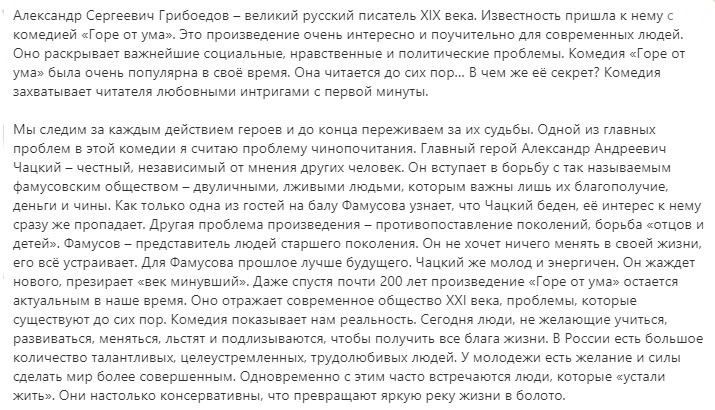 Александр Сергеевич Грибоедов – великий русский писатель XIX века. Известность пришла к нему с
комедией «Горе от ума». Это произведение очень интересно и поучительно для современных людей.
Оно раскрывает важнейшие социальные, нравственные и политические проблемы. Комедия «Горе от
ума» была очень популярна в своё время. Она читается до сих пор… В чем же её секрет? Комедия
захватывает читателя любовными интригами с первой минуты.

Мы следим за каждым действием героев и до конца переживаем за их судьбы. Одной из главных
проблем в этой комедии я считаю проблему чинопочитания. Главный герой Александр Андреевич
Чацкий – честный, независимый от мнения других человек. Он вступает в борьбу с так называемым
фамусовским обществом – двуличными, лживыми людьми, которым важны лишь их благополучие,
деньги и чины. Как только одна из гостей на балу Фамусова узнает, что Чацкий беден, её интерес к нему
сразу же пропадает. Другая проблема произведения – противопоставление поколений, борьба «отцов и
детей». Фамусов – представитель людей старшего поколения. Он не хочет ничего менять в своей жизни,
его всё устраивает. Для Фамусова прошлое лучше будущего. Чацкий же молод и энергичен. Он жаждет
нового, презирает «век минувший». Даже спустя почти 200 лет произведение «Горе от ума» остается
актуальным в наше время. Оно отражает современное общество XXI века, проблемы, которые
существуют до сих пор. Комедия показывает нам реальность. Сегодня люди, не желающие учиться,
развиваться, меняться, льстят и подлизываются, чтобы получить все блага жизни. В России есть большое
количество талантливых, целеустремленных, трудолюбивых людей. У молодежи есть желание и силы
сделать мир более совершенным. Одновременно с этим часто встречаются люди, которые «устали
жить». Они настолько консервативны, что превращают яркую реку жизни в болото.